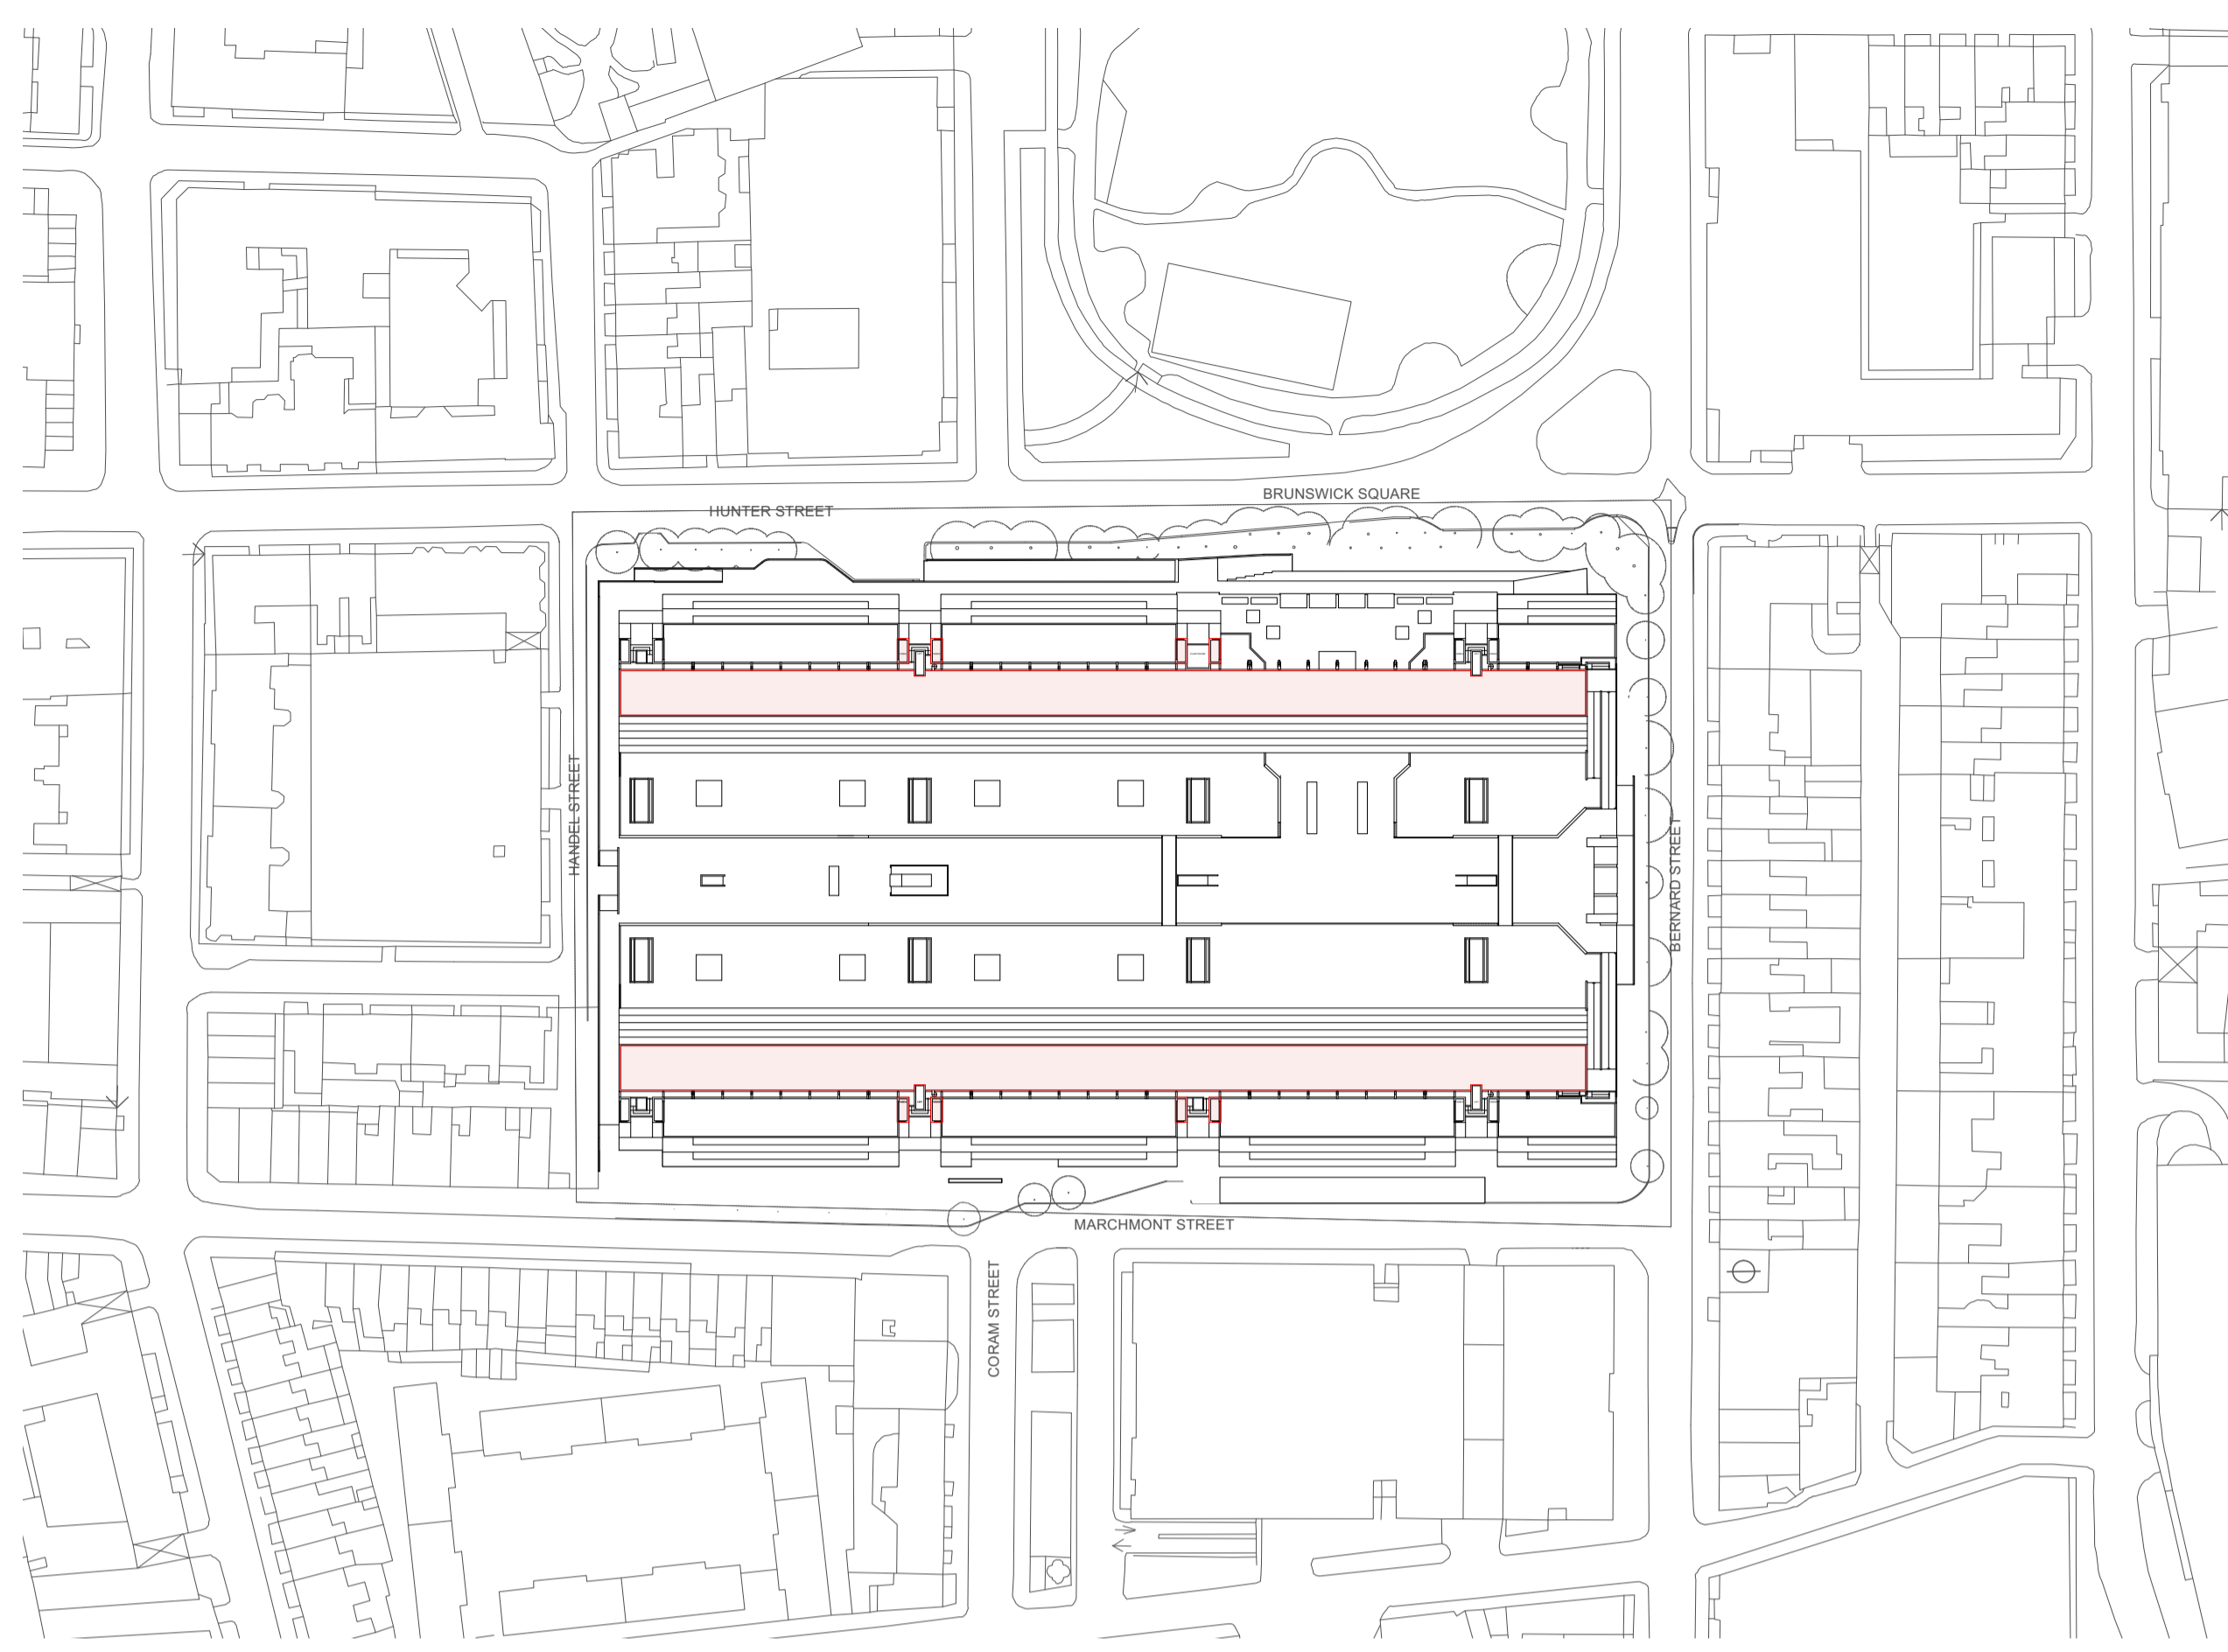 BRUNSWICK SQUARE
HUNTER STREET
HANDEL STREET
BERNARD STREET
MARCHMONT STREET
CORAM STREET